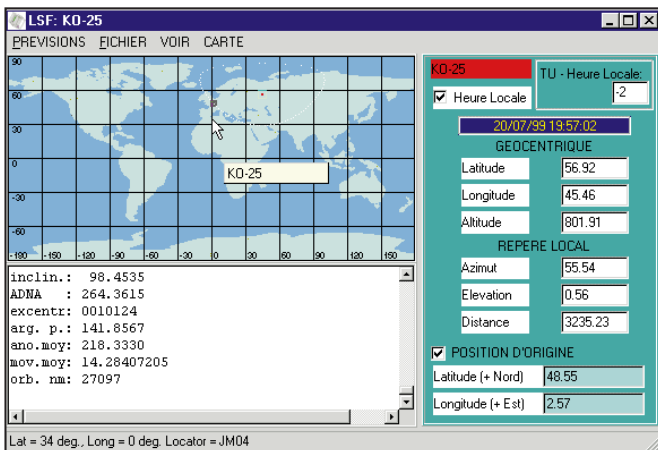 LSF: KO-25
PREVISIONS FICHIER VOIR CARTE
90
60
30
0
-30
-60
-190 -150 -120 -90 -60 -30 0 30 60 90 120 150
KO-25
inclin.: 98.4535
ADNA : 264.3615
excentr: 0010124
arg. p.: 141.8567
ano.moy: 218.3330
mov.moy: 14.28407205
orb. nm: 27097
KO-25
TU - Heure Locale:
-2
Heure Locale
20/07/99 19:57:02
GEOCENTRIQUE
Latitude 56.92
Longitude 45.46
Altitude 801.91
REPERE LOCAL
Azimut 55.54
Elevation 0.56
Distance 3235.23
POSITION D'ORIGINE
Latitude (+ Nord) 48.55
Longitude (+ Est) 2.57
Lat = 34 deg., Long = 0 deg. Locator = JM04